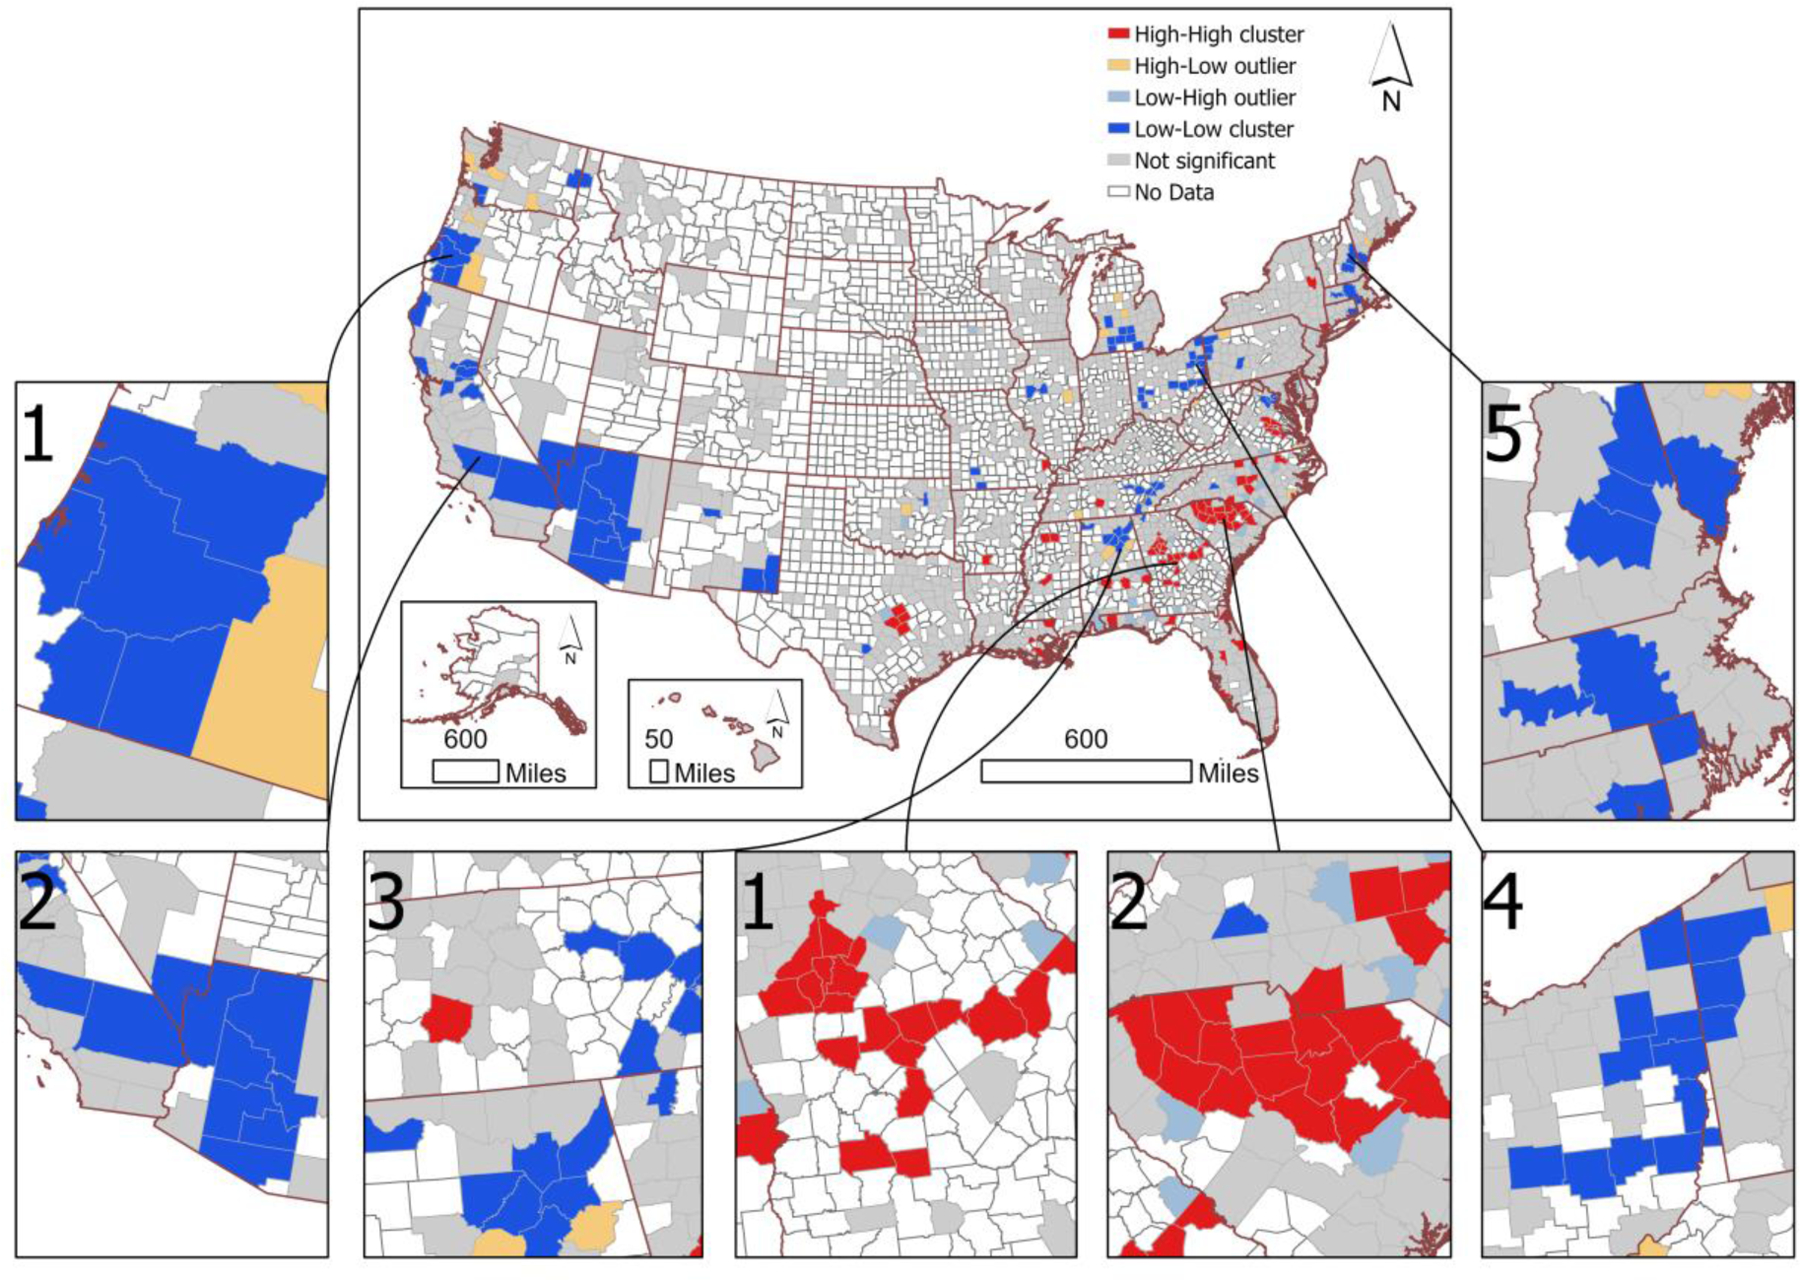 High-High cluster
High-Low outlier
Low-High outlier
Low-Low cluster
Not significant
No Data
N
N
600
Miles
N
50
Miles
600
Miles
1
5
2
3
1
2
4